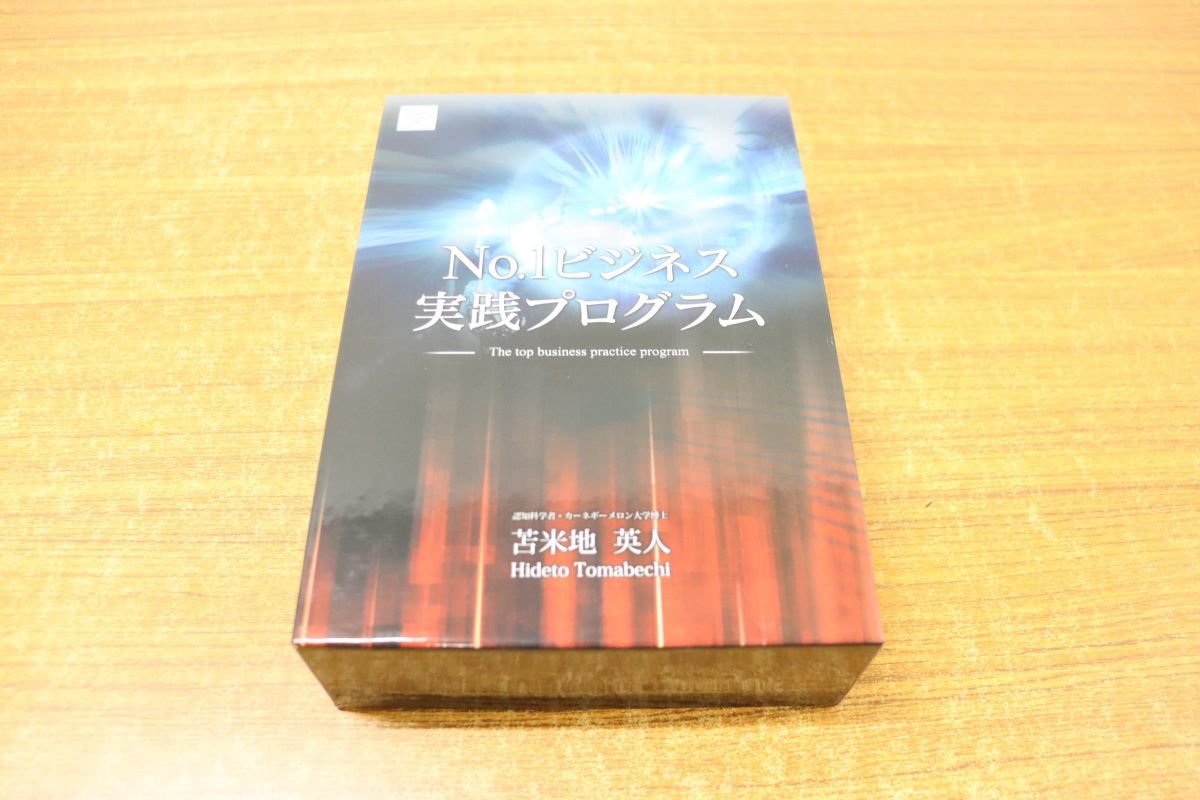 No.1ビジネス
実践プログラム
The top business practice program
認知科学者・カーネギーメロン大学博士
苫米地 英人
Hideto Tomabechi